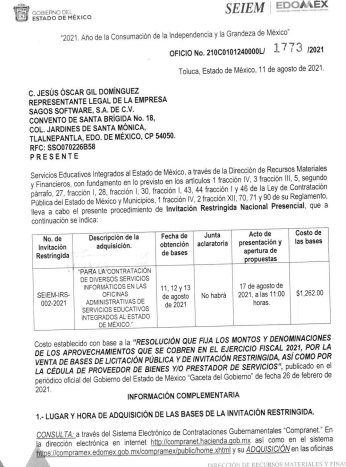 GOBIERNO DEL
ESTADO DE MÉXICO
SEIEM
EDOMÉX
"2021. Año de la Consumación de la Independencia y la Grandeza de México"
OFICIO No. 210C0101240000L/ 1773 /2021
Toluca, Estado de México, 11 de agosto de 2021.
C. JESÚS ÓSCAR GIL DOMÍNGUEZ
REPRESENTANTE LEGAL DE LA EMPRESA
SAGOS SOFTWARE, S.A. DE C.V.
CONVENTO DE SANTA BRÍGIDA No. 18,
COL. JARDINES DE SANTA MÓNICA,
TLALNEPANTLA, EDO. DE MÉXICO, CP 54050.
RFC: SSO070226B58
P R E S E N T E
Servicios Educativos Integrados al Estado de México, a través de la Dirección de Recursos Materiales
y Financieros, con fundamento en lo previsto en los artículos 1 fracción IV, 3 fracción III, 5, segundo
párrafo, 27, fracción I, 28, fracción I, 30, fracción I, 43, 44 fracción I y 46 de la Ley de Contratación
Pública del Estado de México y Municipios, 1 fracción IV, 2 fracción XII, 70, 71 y 90 de su Reglamento,
lleva a cabo el presente procedimiento de Invitación Restringida Nacional Presencial, que a
continuación se indica:
No. de Invitación Restringida
Descripción de la adquisición.
Fecha de obtención de bases
Junta aclaratoria
Acto de presentación y apertura de propuestas
Costo de las bases
SEIEM-IRS-002-2021
"PARA LA CONTRATACIÓN
DE DIVERSOS SERVICIOS
INFORMÁTICOS EN LAS
OFICINAS
ADMINISTRATIVAS DE
SERVICIOS EDUCATIVOS
INTEGRADOS AL ESTADO
DE MÉXICO."
11, 12 y 13
de agosto
de 2021
No habrá
17 de agosto de
2021, a las 11:00
horas.
$1,262.00
Costo establecido con base a la "RESOLUCIÓN QUE FIJA LOS MONTOS Y DENOMINACIONES
DE LOS APROVECHAMIENTOS QUE SE COBREN EN EL EJERCICIO FISCAL 2021, POR LA
VENTA DE BASES DE LICITACIÓN PÚBLICA Y DE INVITACIÓN RESTRINGIDA, ASÍ COMO POR
LA CÉDULA DE PROVEEDOR DE BIENES Y/O PRESTADOR DE SERVICIOS", publicado en el
periódico oficial del Gobierno del Estado de México "Gaceta del Gobierno" de fecha 26 de febrero de
2021.
INFORMACIÓN COMPLEMENTARIA
1.- LUGAR Y HORA DE ADQUISICIÓN DE LAS BASES DE LA INVITACIÓN RESTRINGIDA.
CONSULTA: a través del Sistema Electrónico de Contrataciones Gubernamentales "Compranet." En
la dirección electrónica en internet http://compranet.hacienda.gob.mx así como en el sistema
https://compramex.edomex.gob.mx/compramex/public/home.xhtml y su ADQUISICIÓN en las oficinas
DIRECCIÓN DE RECURSOS MATERIALES Y FINA